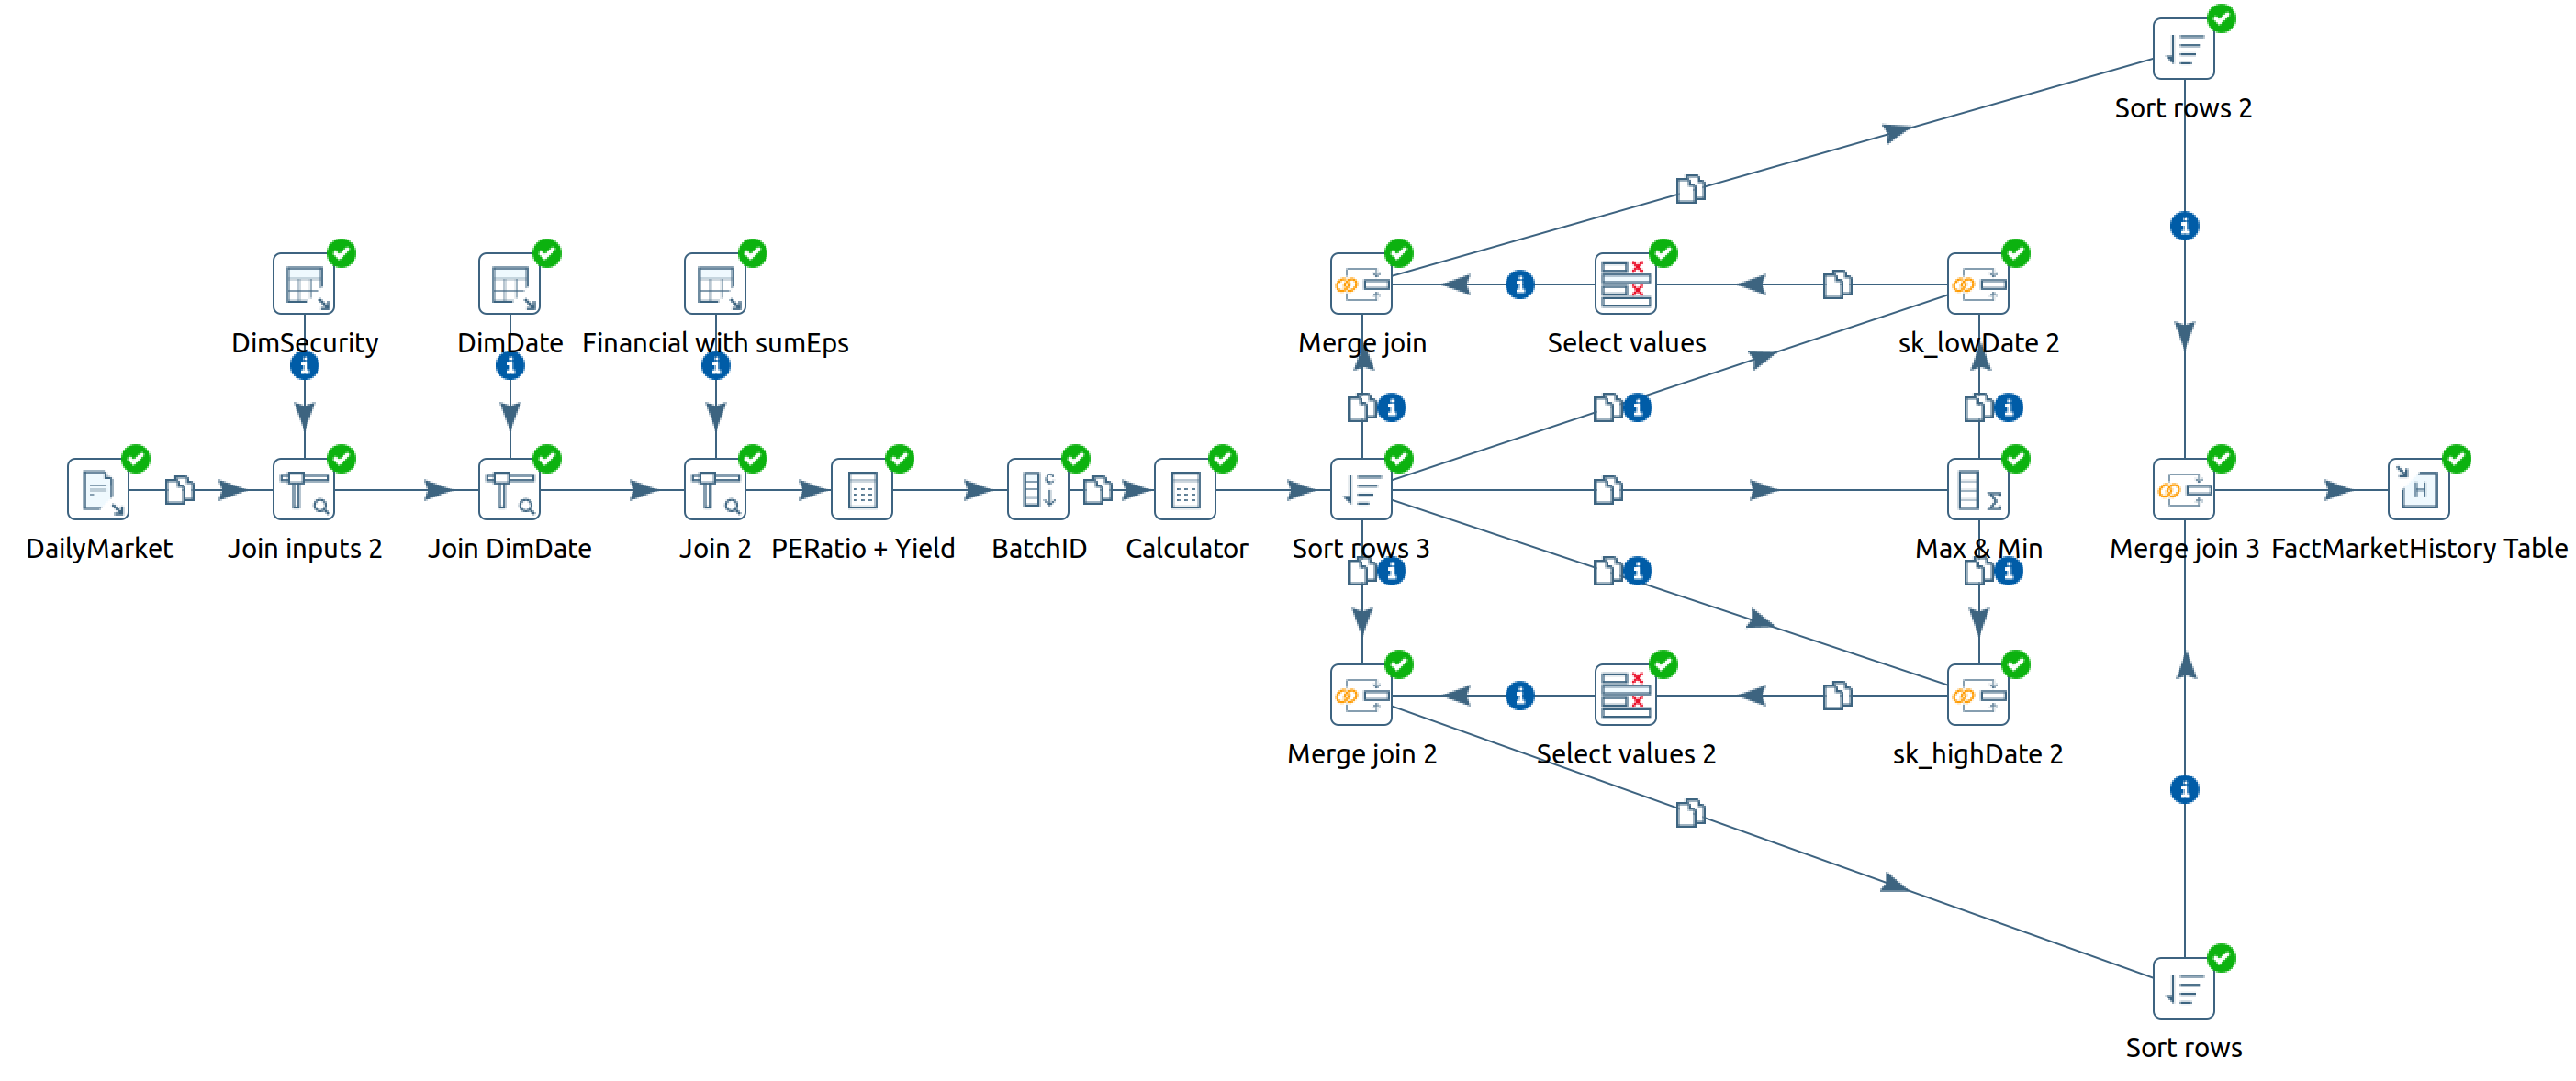 Sort rows 2
DimSecurity
DimDate
Financial with sumEps
Merge join
Select values
sk_lowDate 2
DailyMarket
Join inputs 2
Join DimDate
Join 2
PERatio + Yield
BatchID
Calculator
Sort rows 3
Max & Min
Merge join 3
FactMarketHistory Table
Merge join 2
Select values 2
sk_highDate 2
Sort rows